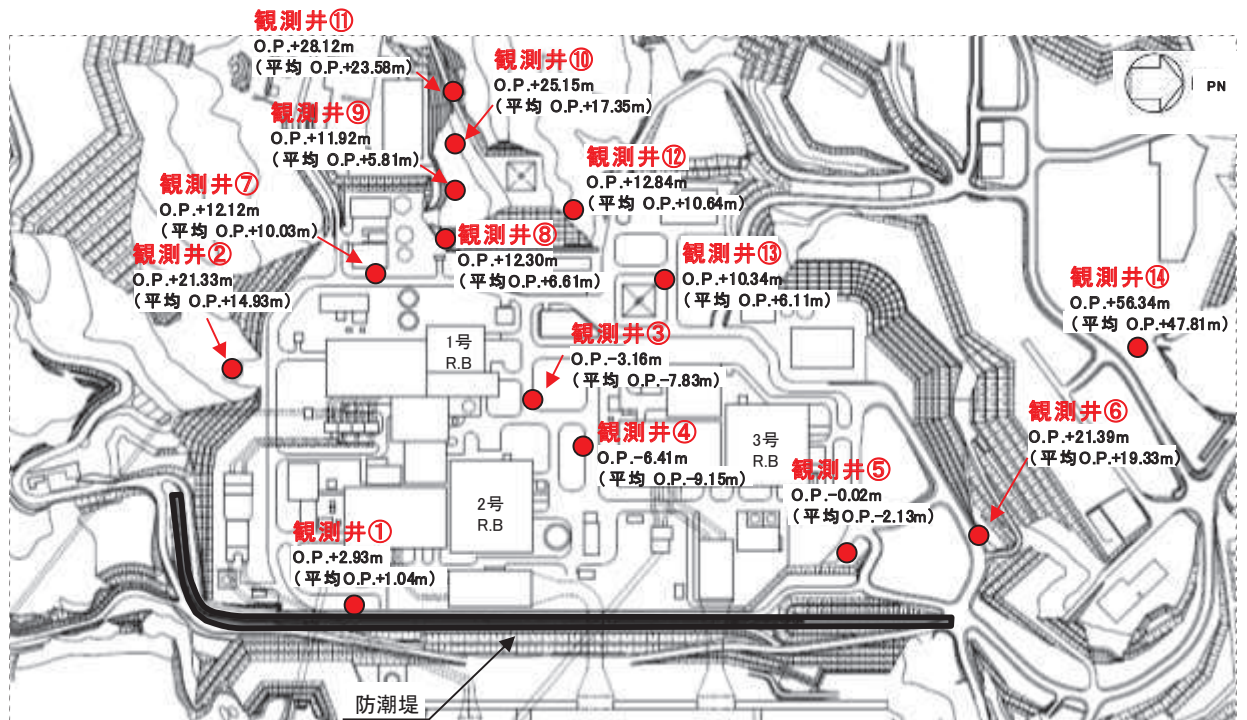 観測井⑪
O.P.+28.12m
(平均 O.P.+23.58m)
観測井⑩
O.P.+25.15m
(平均 O.P.+17.35m)
PN
観測井⑨
O.P.+11.92m
(平均 O.P.+5.81m)
観測井⑫
O.P.+12.84m
(平均 O.P.+10.64m)
観測井⑦
O.P.+12.12m
(平均 O.P.+10.03m)
観測井⑧
O.P.+12.30m
(平均O.P.+6.61m)
観測井②
O.P.+21.33m
(平均 O.P.+14.93m)
観測井⑬
O.P.+10.34m
(平均 O.P.+6.11m)
観測井⑭
O.P.+56.34m
(平均 O.P.+47.81m)
観測井③
O.P.-3.16m
(平均 O.P.-7.83m)
1号
R.B
観測井④
O.P.-6.41m
(平均 O.P.-9.15m)
3号
R.B
観測井⑥
O.P.+21.39m
(平均O.P.+19.33m)
観測井⑤
O.P.-0.02m
(平均O.P.-2.13m)
2号
R.B
観測井①
O.P.+2.93m
(平均O.P.+1.04m)
防潮堤